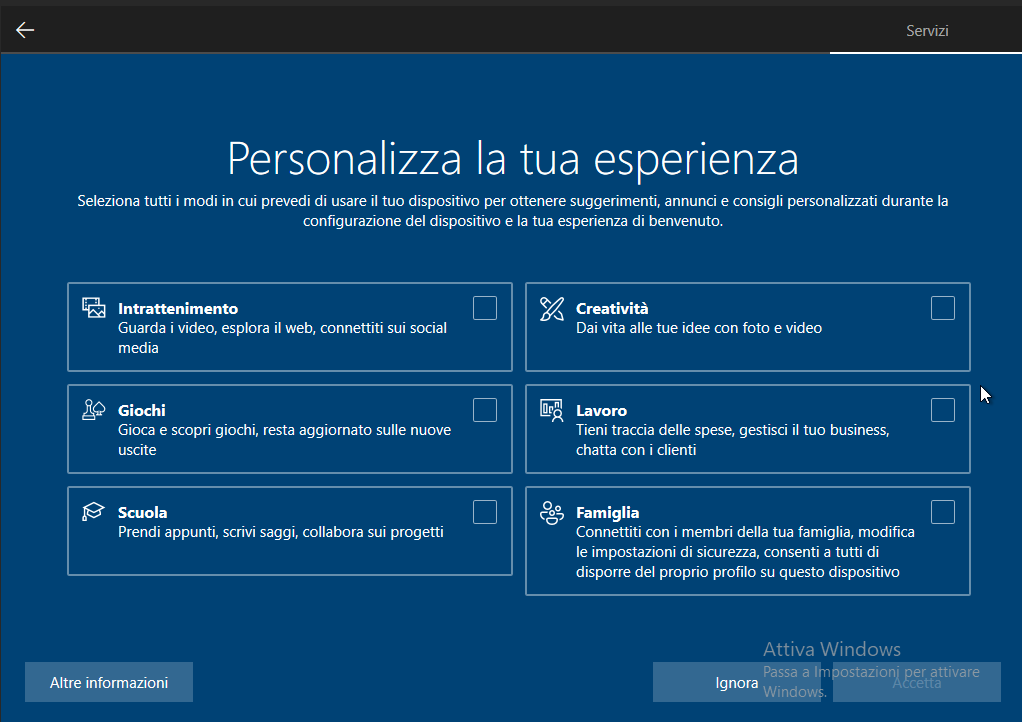 Servizi
Personalizza la tua esperienza
Seleziona tutti i modi in cui prevedi di usare il tuo dispositivo per ottenere suggerimenti, annunci e consigli personalizzati durante la
configurazione del dispositivo e la tua esperienza di benvenuto.
Intrattenimento
Guarda i video, esplora il web, connettiti sui social
media
Creatività
Dai vita alle tue idee con foto e video
Giochi
Gioca e scopri giochi, resta aggiornato sulle nuove
uscite
Lavoro
Tieni traccia delle spese, gestisci il tuo business,
chatta con i clienti
Scuola
Prendi appunti, scrivi saggi, collabora sui progetti
Famiglia
Connettiti con i membri della tua famiglia, modifica
le impostazioni di sicurezza, consenti a tutti di
disporre del proprio profilo su questo dispositivo
Attiva Windows
Passa a Impostazioni per attivare
Windows.
Altre informazioni
Ignora
Accetta